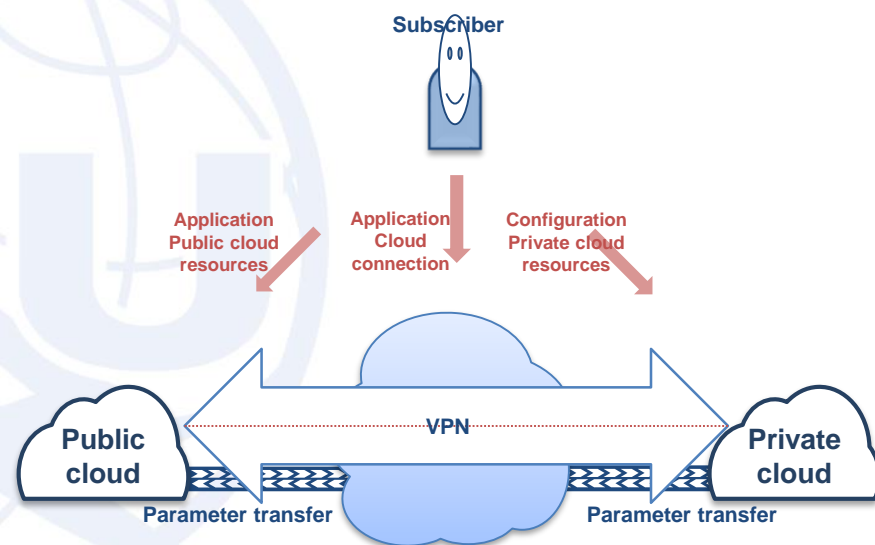 Subscriber
Application
Public cloud
resources
Application
Cloud
connection
Configuration
Private cloud
resources
VPN
Public
cloud
Private
cloud
Parameter transfer
Parameter transfer